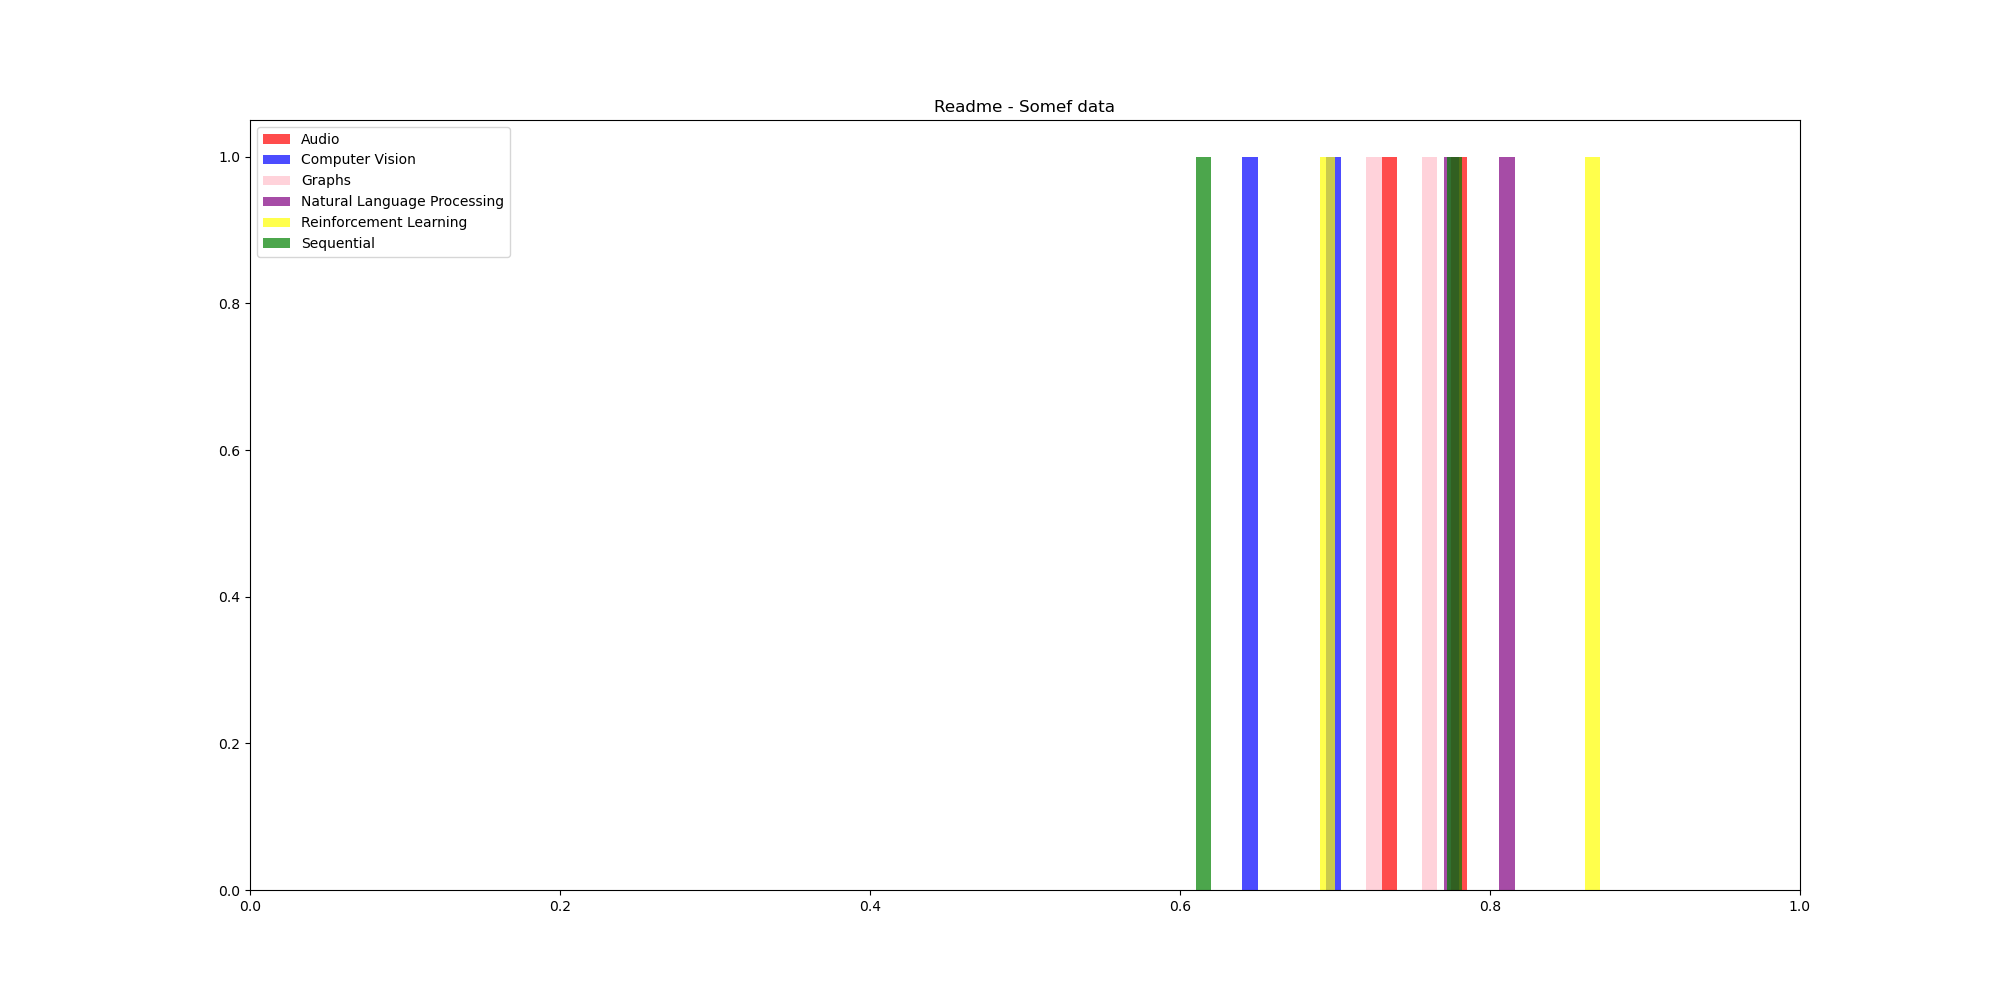 Readme - Somef data
Audio
Computer Vision
Graphs
Natural Language Processing
Reinforcement Learning
Sequential
1.0
0.8
0.6
0.4
0.2
0.0
0.0 0.2 0.4 0.6 0.8 1.0